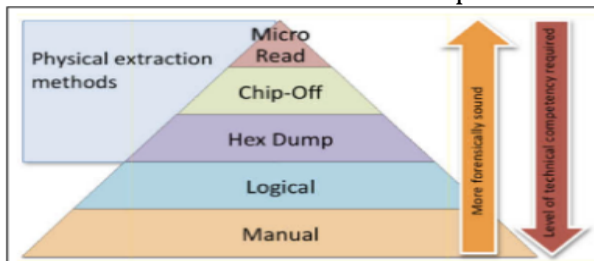 Physical extraction
methods
Micro
Read
Chip-Off
Hex Dump
Logical
Manual
More forensically sound
Level of technical competency required